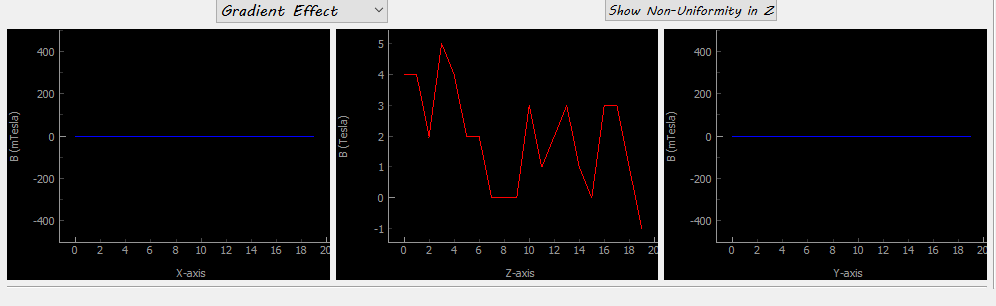 Gradient Effect
Show Non-Uniformity in Z
400
200
0
-200
-400
B (mTesla)
0 2 4 6 8 10 12 14 16 18 20
X-axis
5
4
3
2
1
0
-1
B (Tesla)
0 2 4 6 8 10 12 14 16 18 20
Z-axis
400
200
0
-200
-400
B (mTesla)
0 2 4 6 8 10 12 14 16 18 20
Y-axis